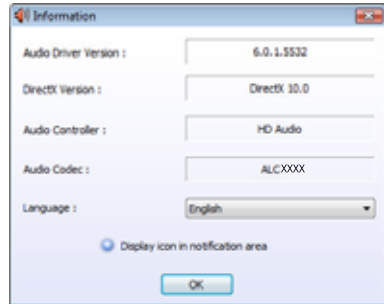 Information
Audio Driver Version : 6.0.1.5532
DirectX Version : DirectX 10.0
Audio Controller : HD Audio
Audio Codec : ALCXXXX
Language : English
Display icon in notification area
OK